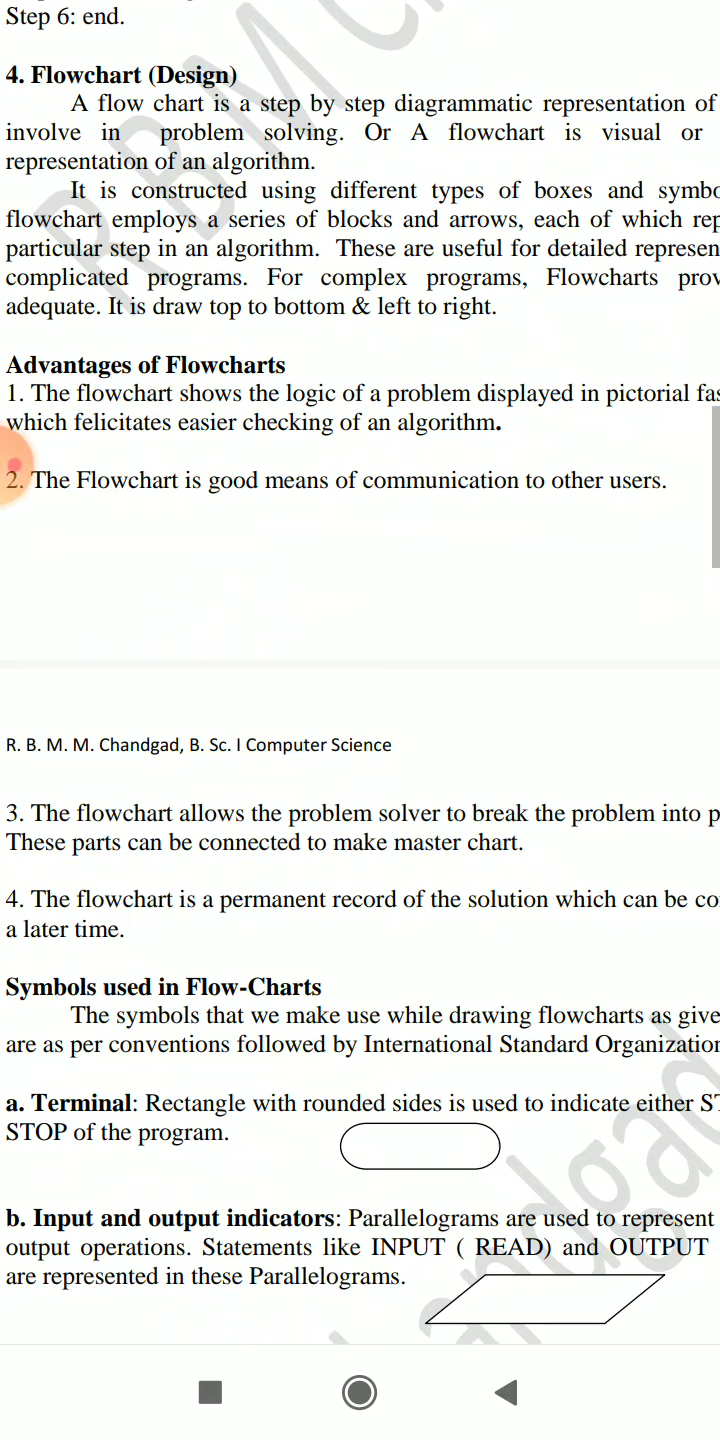 Step 6: end.
4. Flowchart (Design)
A flow chart is a step by step diagrammatic representation of
involve in problem solving. Or A flowchart is visual or
representation of an algorithm.
It is constructed using different types of boxes and symbo
flowchart employs a series of blocks and arrows, each of which rep
particular step in an algorithm. These are useful for detailed represen
complicated programs. For complex programs, Flowcharts prov
adequate. It is draw top to bottom & left to right.
Advantages of Flowcharts
1. The flowchart shows the logic of a problem displayed in pictorial fas
which felicitates easier checking of an algorithm.
2. The Flowchart is good means of communication to other users.
R. B. M. M. Chandgad, B. Sc. I Computer Science
3. The flowchart allows the problem solver to break the problem into p
These parts can be connected to make master chart.
4. The flowchart is a permanent record of the solution which can be co
a later time.
Symbols used in Flow-Charts
The symbols that we make use while drawing flowcharts as give
are as per conventions followed by International Standard Organization
a. Terminal: Rectangle with rounded sides is used to indicate either ST
STOP of the program.
b. Input and output indicators: Parallelograms are used to represent
output operations. Statements like INPUT ( READ) and OUTPUT
are represented in these Parallelograms.